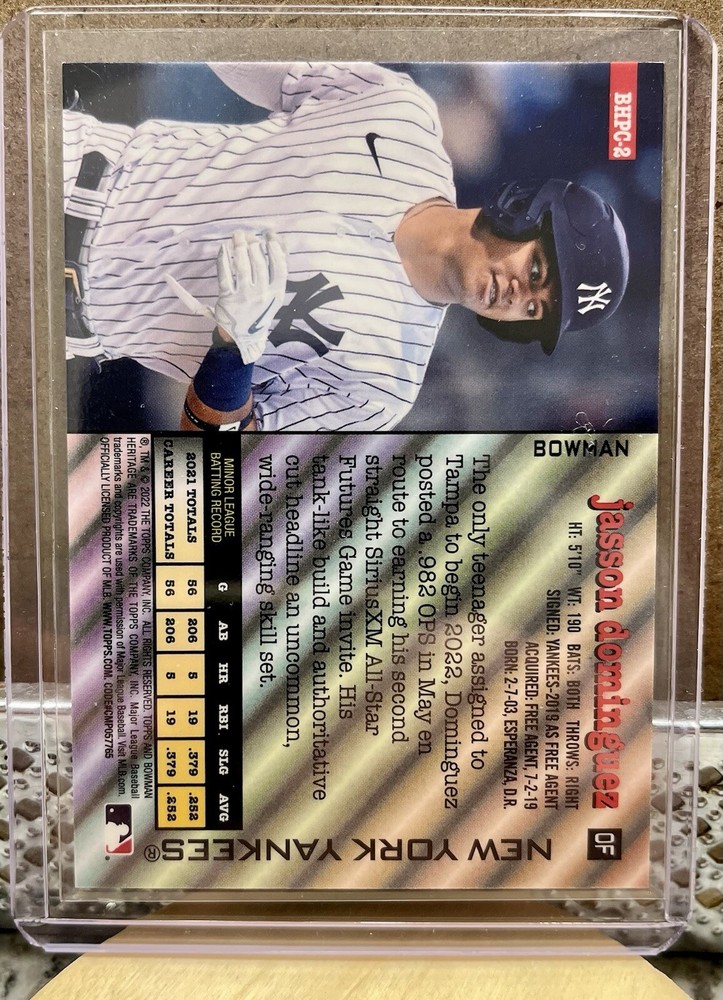 BHPC-2
NY
NY
BOWMAN
jasson dominguez
OF
HT: 5'10" WT: 190 BATS: BOTH THROWS: RIGHT
SIGNED: YANKEES-2019 AS FREE AGENT
ACQUIRED: FREE AGENT, 7-2-19
BORN: 2-7-03, ESPERANZA, D.R.
NEW YORK YANKEES®
The only teenager assigned to
Tampa to begin 2022, Dominguez
posted a .982 OPS in May en
route to earning his second
straight SiriusXM All-Star
Futures Game invite. His
tank-like build and authoritative
cut headline an uncommon,
wide-ranging skill set.
MINOR LEAGUE
BATTING RECORD G AB HR RBI SLG AVG
2021 TOTALS 56 206 5 19 .379 .252
CAREER TOTALS 56 206 5 19 .379 .252
®, TM & © 2022 THE TOPPS COMPANY, INC. ALL RIGHTS RESERVED. TOPPS AND BOWMAN
HERITAGE ARE TRADEMARKS OF THE TOPPS COMPANY, INC. Major League Baseball
trademarks and copyrights are used with permission of Major League Baseball. Visit MLB.com.
OFFICIALLY LICENSED PRODUCT OF MLB. WWW.TOPPS.COM. CODE#CMP057765